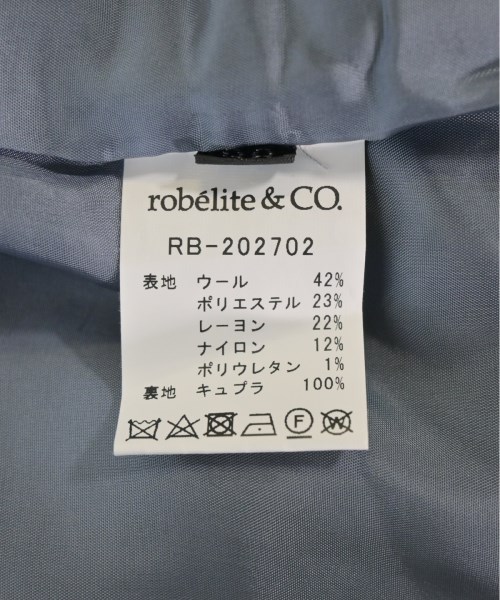 robélite & CO.
RB-202702
表地 ウール 42%
ポリエステル 23%
レーヨン 22%
ナイロン 12%
ポリウレタン 1%
裏地 キュプラ 100%
F W